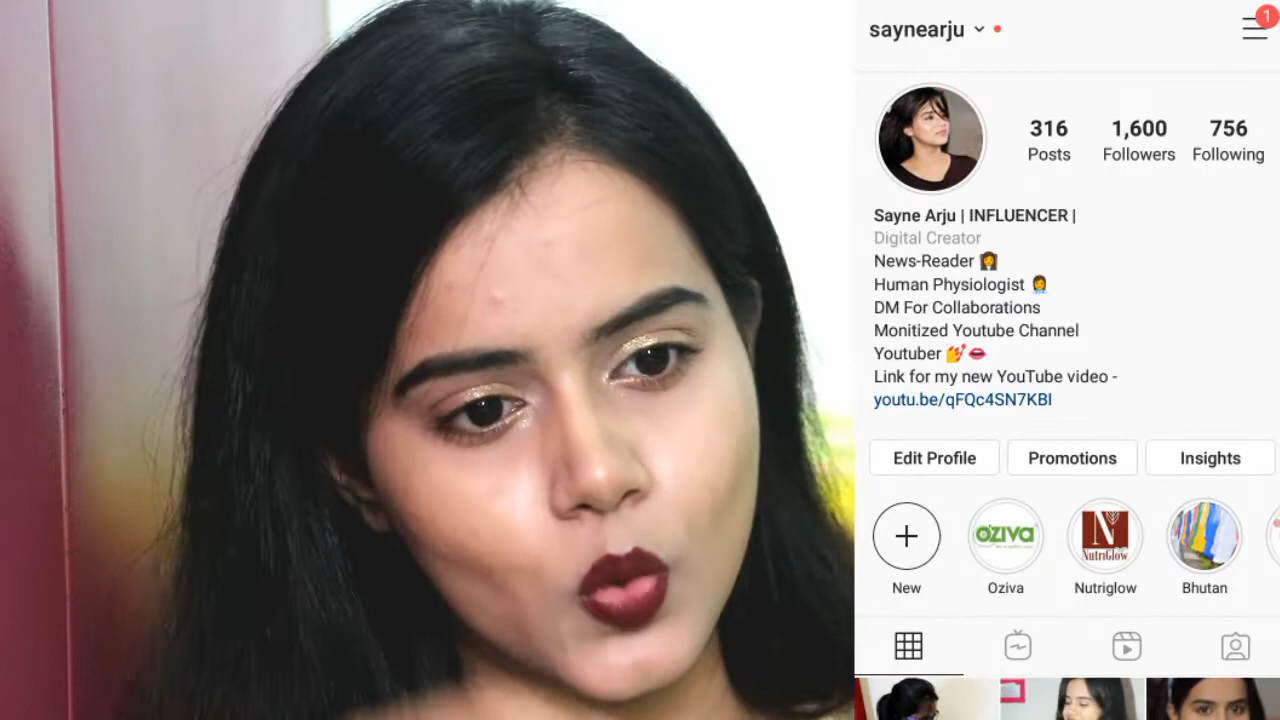 saynearju
1
316
1,600
756
Posts
Followers
Following
Sayne Arju | INFLUENCER |
Digital Creator
News-Reader 👩
Human Physiologist 👩‍⚕️
DM For Collaborations
Monitized Youtube Channel
Youtuber 💅👄
Link for my new YouTube video -
youtu.be/qFQc4SN7KBI
Edit Profile
Promotions
Insights
OZIVA
N
NUTRIGLOW
New
Oziva
Nutriglow
Bhutan